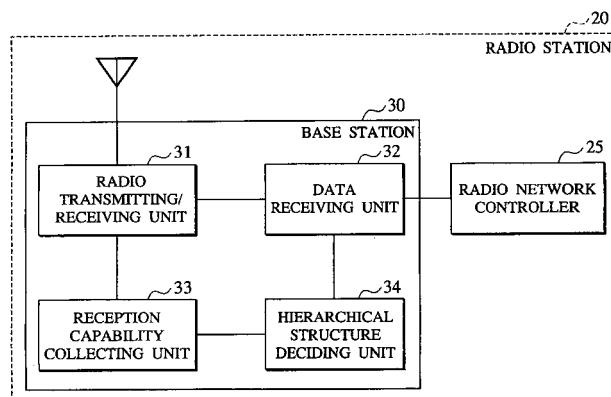 20
RADIO STATION
30
BASE STATION
31
RADIO
TRANSMITTING/
RECEIVING UNIT
32
DATA
RECEIVING UNIT
25
RADIO NETWORK
CONTROLLER
33
RECEPTION
CAPABILITY
COLLECTING UNIT
34
HIERARCHICAL
STRUCTURE
DECIDING UNIT